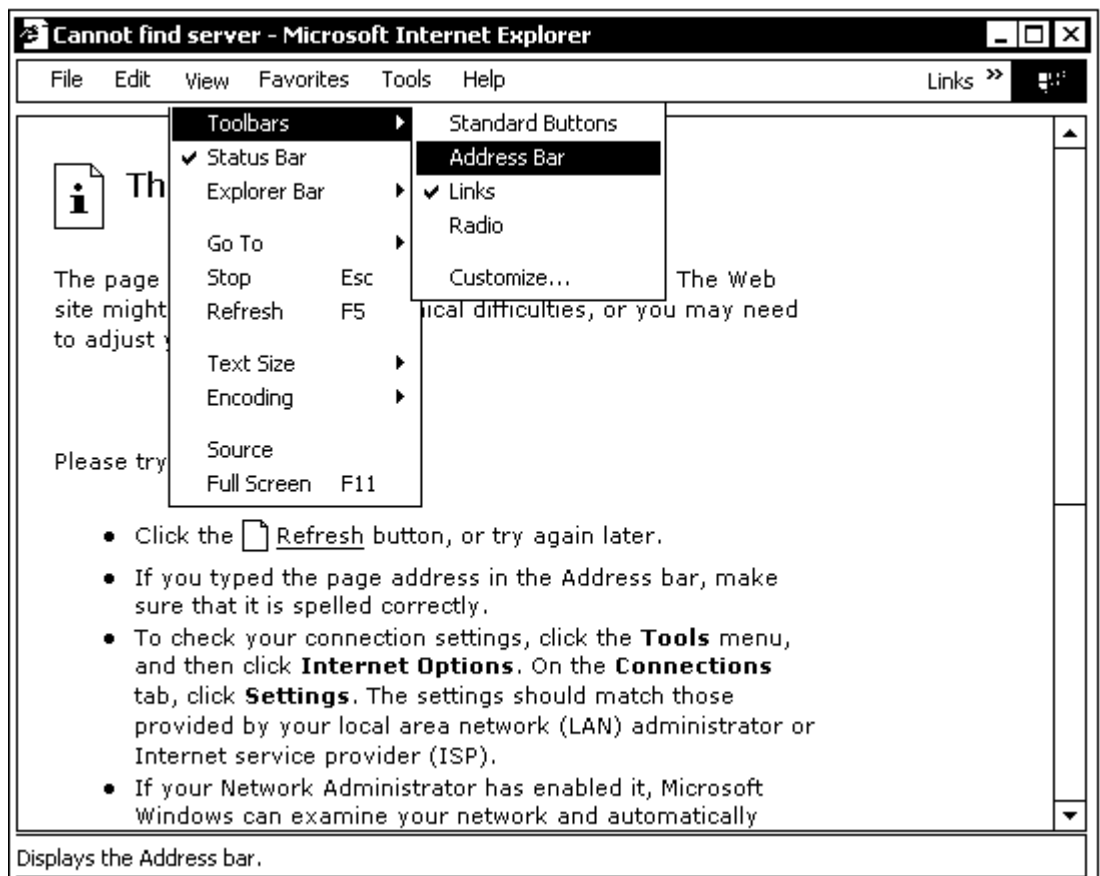 Cannot find server - Microsoft Internet Explorer
File Edit View Favorites Tools Help Links »
Toolbars
Status Bar
Explorer Bar
Go To
Stop Esc
Refresh F5
Text Size
Encoding
Source
Full Screen F11
Standard Buttons
Address Bar
Links
Radio
Customize...
Th
The page The Web
site might ical difficulties, or you may need
to adjust
Please try
• Click the Refresh button, or try again later.
• If you typed the page address in the Address bar, make
sure that it is spelled correctly.
• To check your connection settings, click the Tools menu,
and then click Internet Options. On the Connections
tab, click Settings. The settings should match those
provided by your local area network (LAN) administrator or
Internet service provider (ISP).
• If your Network Administrator has enabled it, Microsoft
Windows can examine your network and automatically
Displays the Address bar.